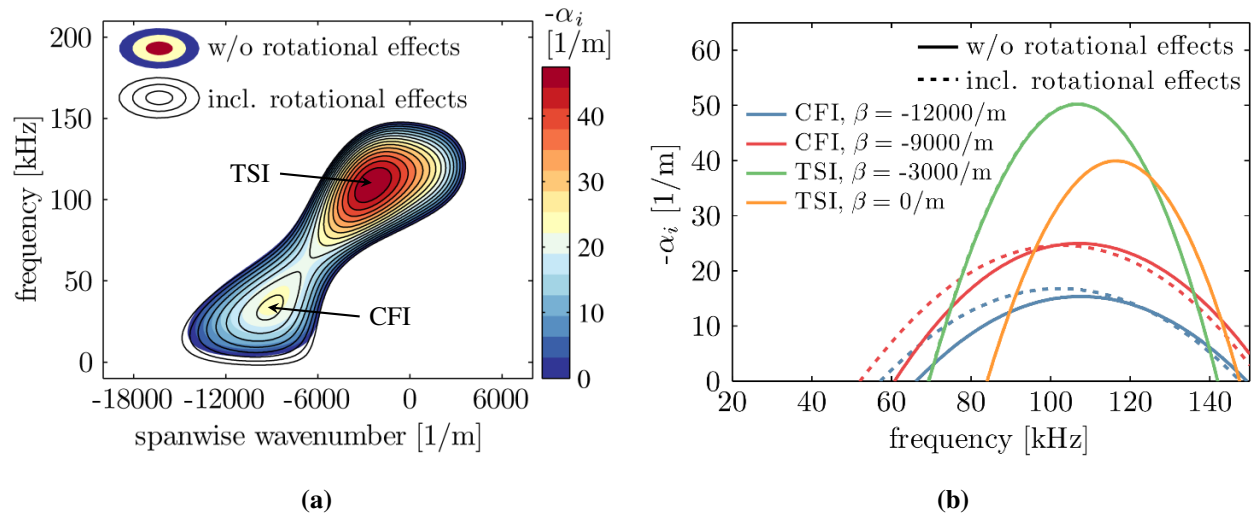 200
150
100
50
0
frequency [kHz]
w/o rotational effects
incl. rotational effects
TSI
CFI
-18000 -12000 -6000 0 6000
spanwise wavenumber [1/m]
-αᵢ
[1/m]
40
30
20
10
0
(a)
60
50
40
30
20
10
0
-αᵢ [1/m]
w/o rotational effects
incl. rotational effects
CFI, β = -12000/m
CFI, β = -9000/m
TSI, β = -3000/m
TSI, β = 0/m
20 40 60 80 100 120 140
frequency [kHz]
(b)